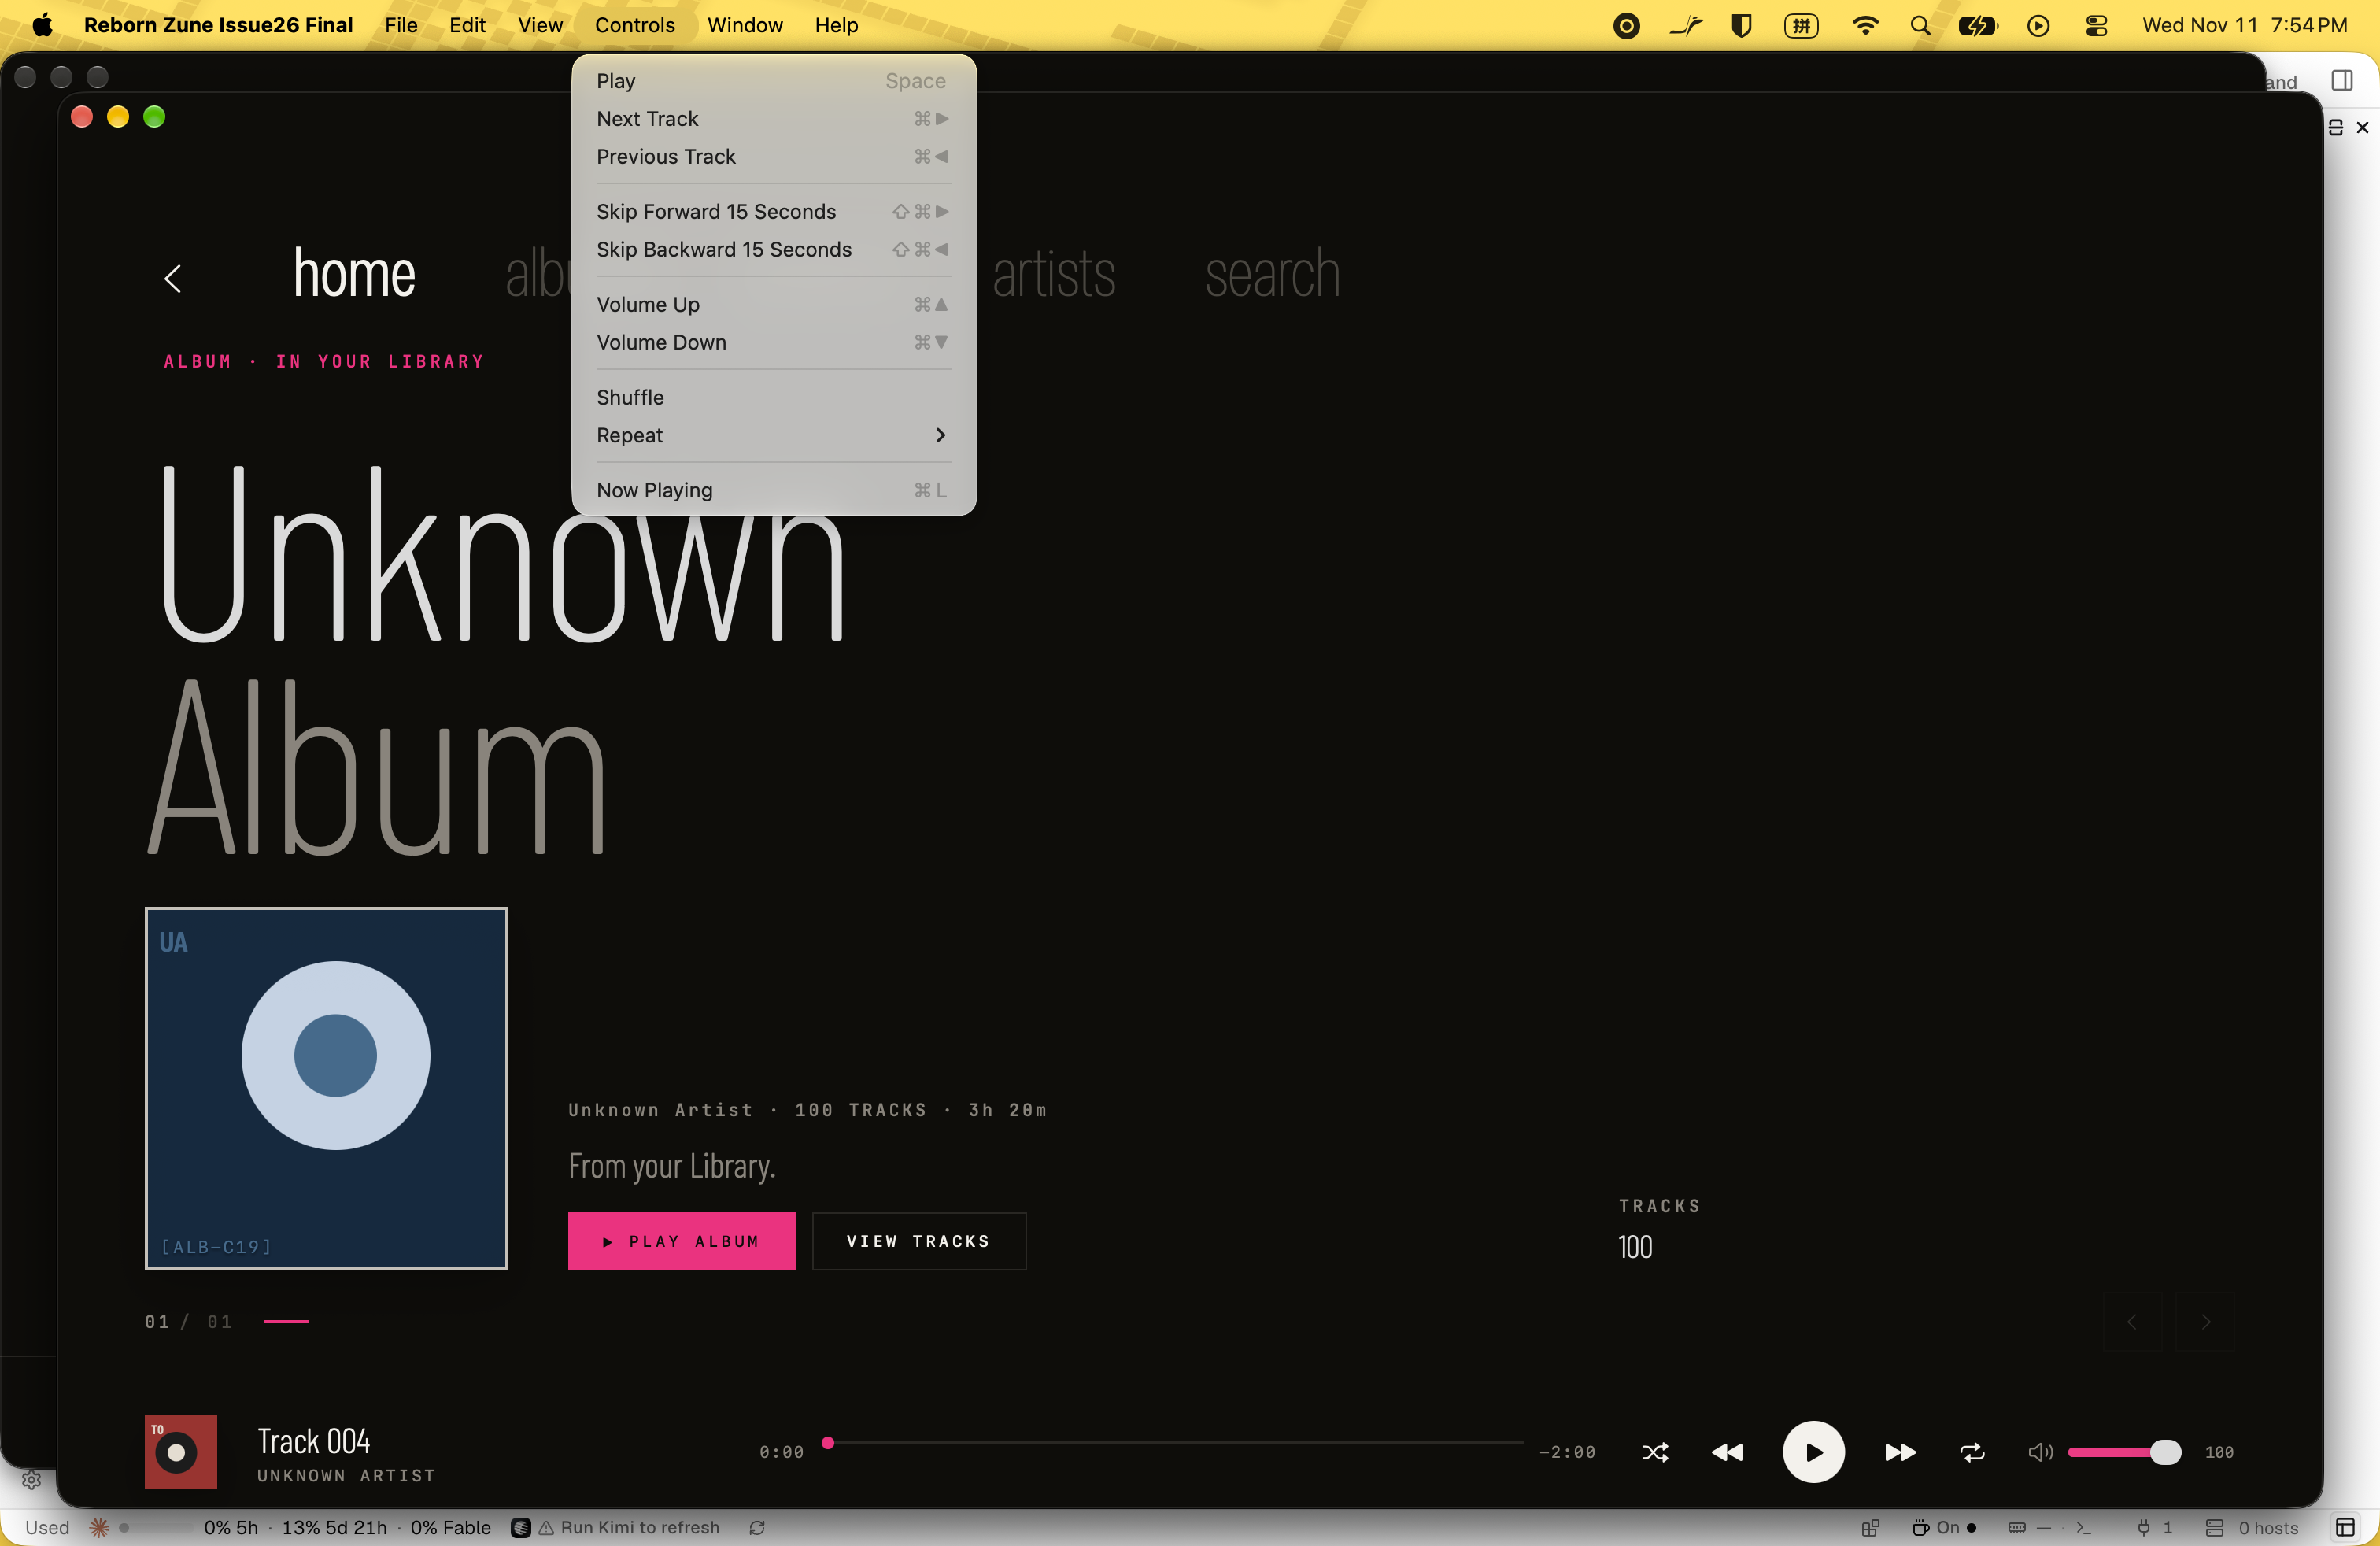 Reborn Zune Issue26 Final File Edit View Controls Window Help
拼 Wed Nov 11 7:54 PM
and
Play Space
Next Track ⌘▶
Previous Track ⌘◀
Skip Forward 15 Seconds ⇧⌘▶
Skip Backward 15 Seconds ⇧⌘◀
Volume Up ⌘▲
Volume Down ⌘▼
Shuffle
Repeat
Now Playing ⌘L
home albu artists search
ALBUM · IN YOUR LIBRARY
Unknown
Album
UA
[ALB-C19]
Unknown Artist · 100 TRACKS · 3h 20m
From your Library.
▶ PLAY ALBUM VIEW TRACKS
TRACKS
100
01 / 01
TO
Track 004
UNKNOWN ARTIST
0:00 -2:00 100
Used 0% 5h · 13% 5d 21h · 0% Fable Run Kimi to refresh On — · 1 0 hosts